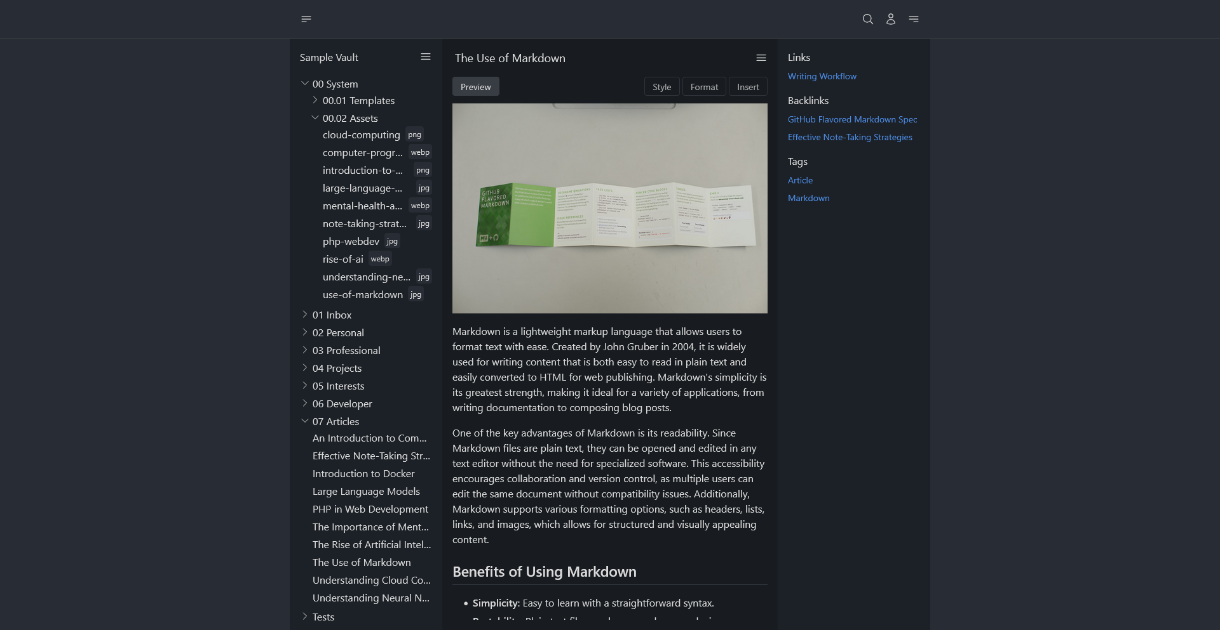 Sample Vault
00 System
00.01 Templates
00.02 Assets
cloud-computing png
computer-progr... webp
introduction-to-... png
large-language-... jpg
mental-health-a... webp
note-taking-strat... jpg
php-webdev jpg
rise-of-ai webp
understanding-ne... jpg
use-of-markdown jpg
01 Inbox
02 Personal
03 Professional
04 Projects
05 Interests
06 Developer
07 Articles
An Introduction to Com...
Effective Note-Taking Str...
Introduction to Docker
Large Language Models
PHP in Web Development
The Importance of Ment...
The Rise of Artificial Intel...
The Use of Markdown
Understanding Cloud Co...
Understanding Neural N...
Tests
The Use of Markdown
Preview
Style
Format
Insert
GITHUB
FLAVORED
MARKDOWN
Markdown is a lightweight markup language that allows users to
format text with ease. Created by John Gruber in 2004, it is widely
used for writing content that is both easy to read in plain text and
easily converted to HTML for web publishing. Markdown's simplicity is
its greatest strength, making it ideal for a variety of applications, from
writing documentation to composing blog posts.
One of the key advantages of Markdown is its readability. Since
Markdown files are plain text, they can be opened and edited in any
text editor without the need for specialized software. This accessibility
encourages collaboration and version control, as multiple users can
edit the same document without compatibility issues. Additionally,
Markdown supports various formatting options, such as headers, lists,
links, and images, which allows for structured and visually appealing
content.
Benefits of Using Markdown
• Simplicity: Easy to learn with a straightforward syntax.
Links
Writing Workflow
Backlinks
GitHub Flavored Markdown Spec
Effective Note-Taking Strategies
Tags
Article
Markdown